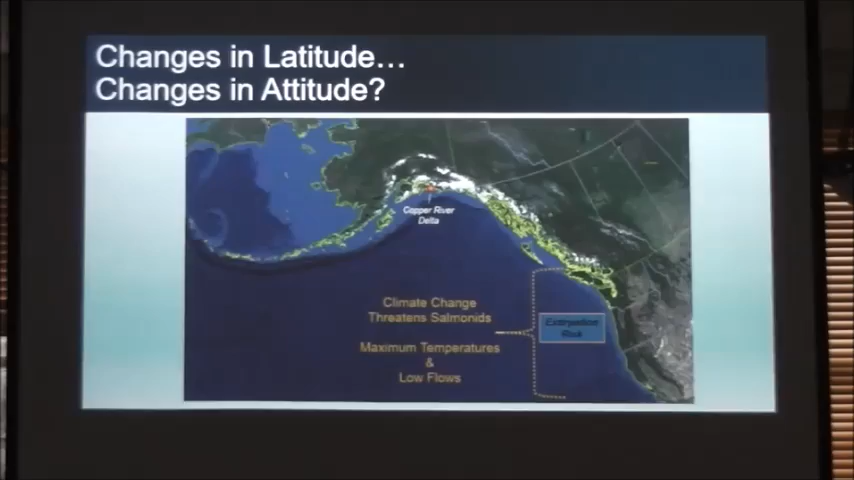 Changes in Latitude…
Changes in Attitude?
Copper River
Delta
Climate Change
Threatens Salmonids
Maximum Temperatures
&
Low Flows
Extirpation
Risk